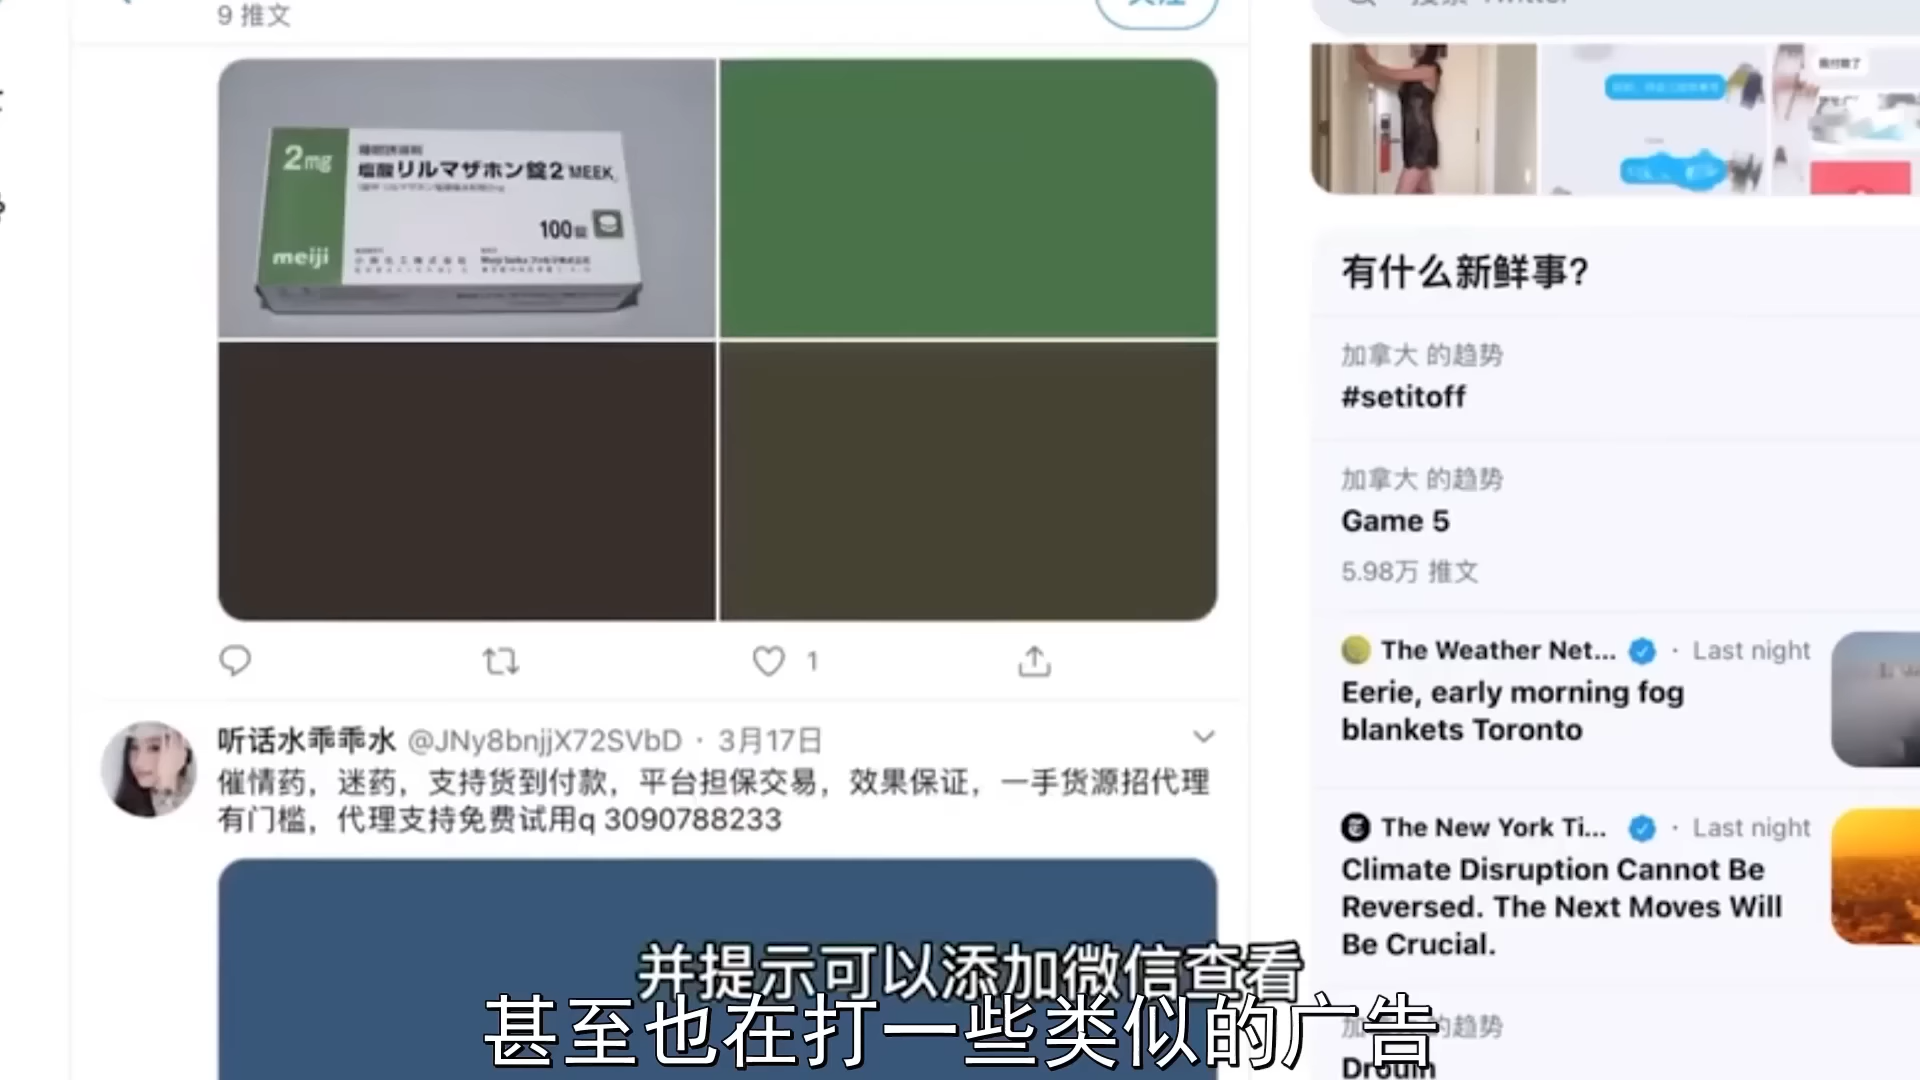 9 推文
2mg
塩酸リルマザホン錠2「MEEK」
100錠
meiji
1
听话水乖乖水 @JNy8bnjjX72SVbD · 3月17日
催情药，迷药，支持货到付款，平台担保交易，效果保证，一手货源招代理
有门槛，代理支持免费试用q 3090788233
并提示可以添加微信查看
甚至也在打一些类似的广告
有什么新鲜事?
加拿大 的趋势
#setitoff
加拿大 的趋势
Game 5
5.98万 推文
The Weather Net... · Last night
Eerie, early morning fog
blankets Toronto
The New York Ti... · Last night
Climate Disruption Cannot Be
Reversed. The Next Moves Will
Be Crucial.
的趋势
Drouin